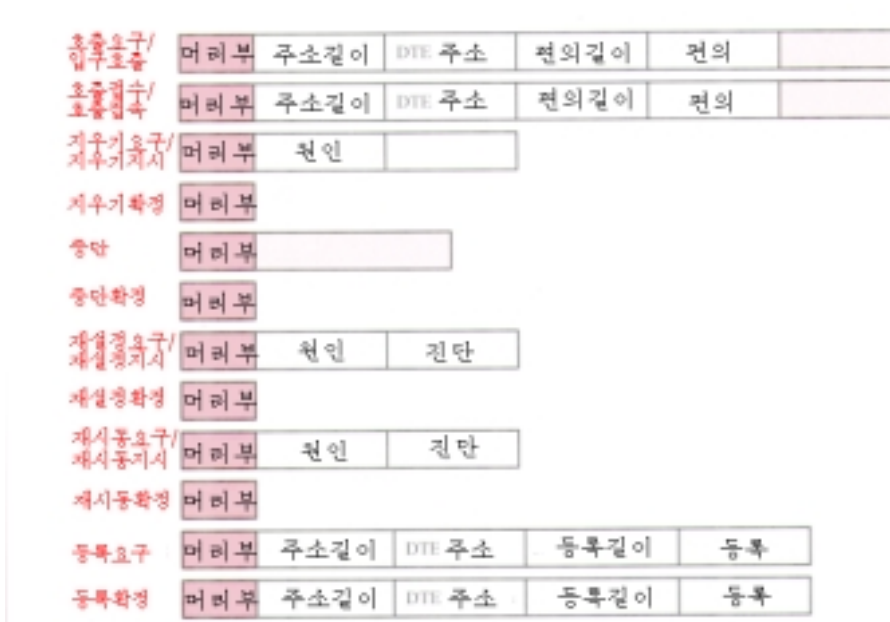 호출요구/
입구호출 머리부 주소길이 DTE 주소 편의길이 편의
호출접수/
호출접속 머리부 주소길이 DTE 주소 편의길이 편의
지우기요구/
지우기지시 머리부 원인
지우기확정 머리부
중단 머리부
중단확정 머리부
재설정요구/
재설정지시 머리부 원인 진단
재설정확정 머리부
재시동요구/
재시동지시 머리부 원인 진단
재시동확정 머리부
등록요구 머리부 주소길이 DTE 주소 등록길이 등록
등록확정 머리부 주소길이 DTE 주소 등록길이 등록